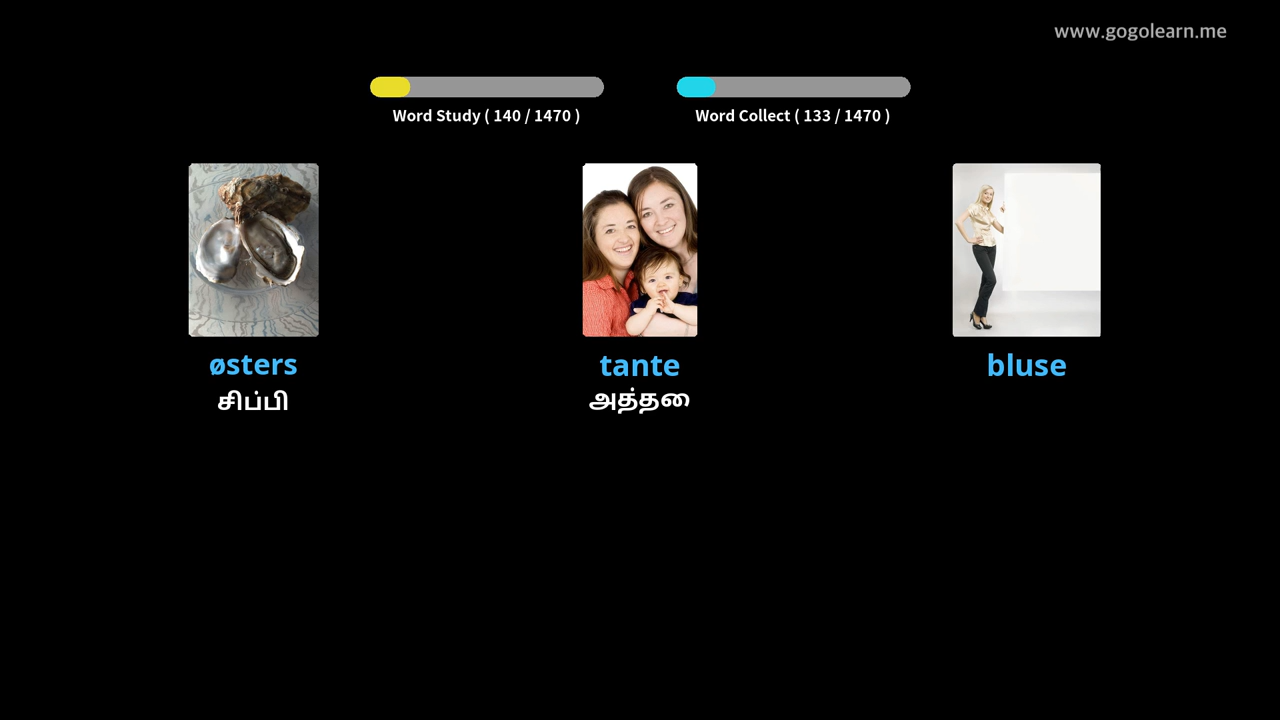 www.gogolearn.me
Word Study ( 140 / 1470 )
Word Collect ( 133 / 1470 )
østers
tante
bluse
சிப்பி
அத்தை